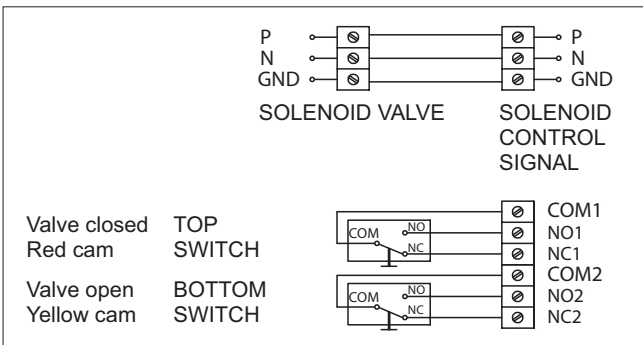 P P
N N
GND GND
SOLENOID VALVE SOLENOID
CONTROL
SIGNAL
Valve closed TOP
Red cam SWITCH
COM NO NC
COM1
NO1
NC1
Valve open BOTTOM
Yellow cam SWITCH
COM NO NC
COM2
NO2
NC2